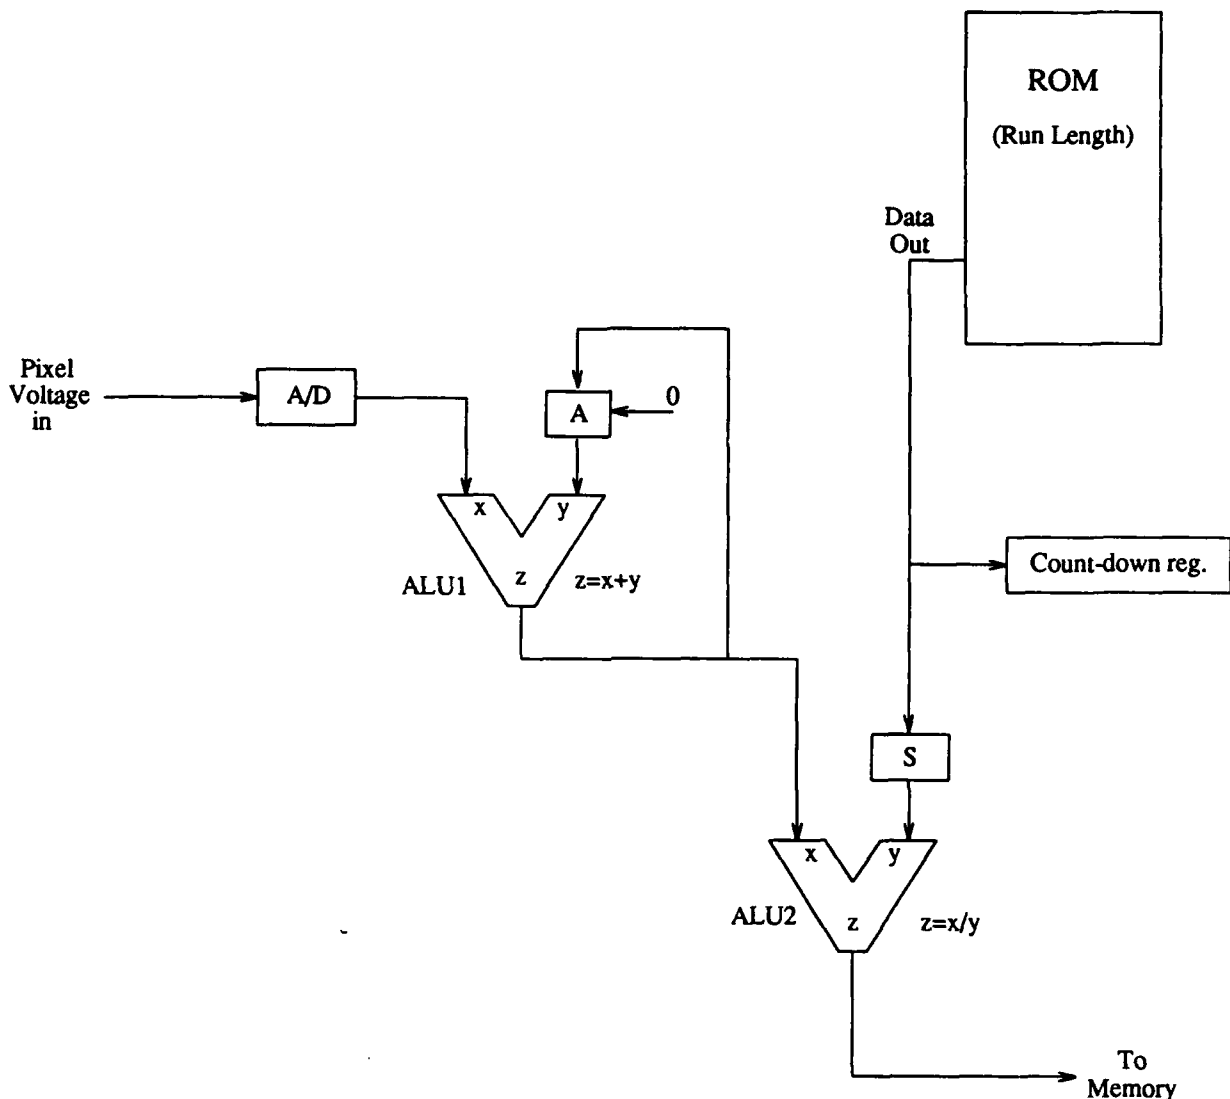 ROM
(Run Length)
Data
Out
Pixel
Voltage
in
A/D
A
0
x
y
z
ALU1
z=x+y
Count-down reg.
S
x
y
z
ALU2
z=x/y
To
Memory